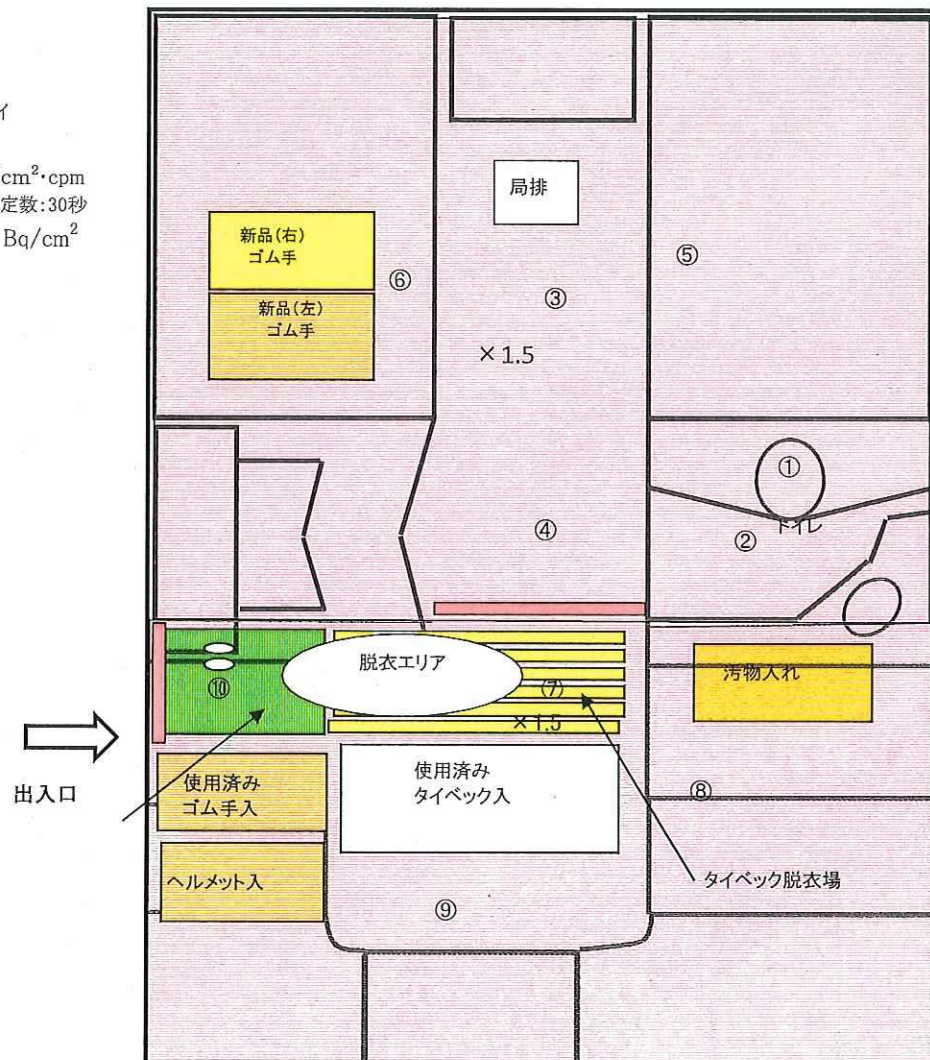 イ
cm²･cpm
定数:30秒
Bq/cm²
局排
新品(右)
ゴム手
新品(左)
ゴム手
⑥
③
⑤
×1.5
①
④
②
トイレ
脱衣エリア
⑦
×1.5
⑩
汚物入れ
出入口
使用済み
ゴム手入
使用済み
タイベック入
⑧
ヘルメット入
タイベック脱衣場
⑨